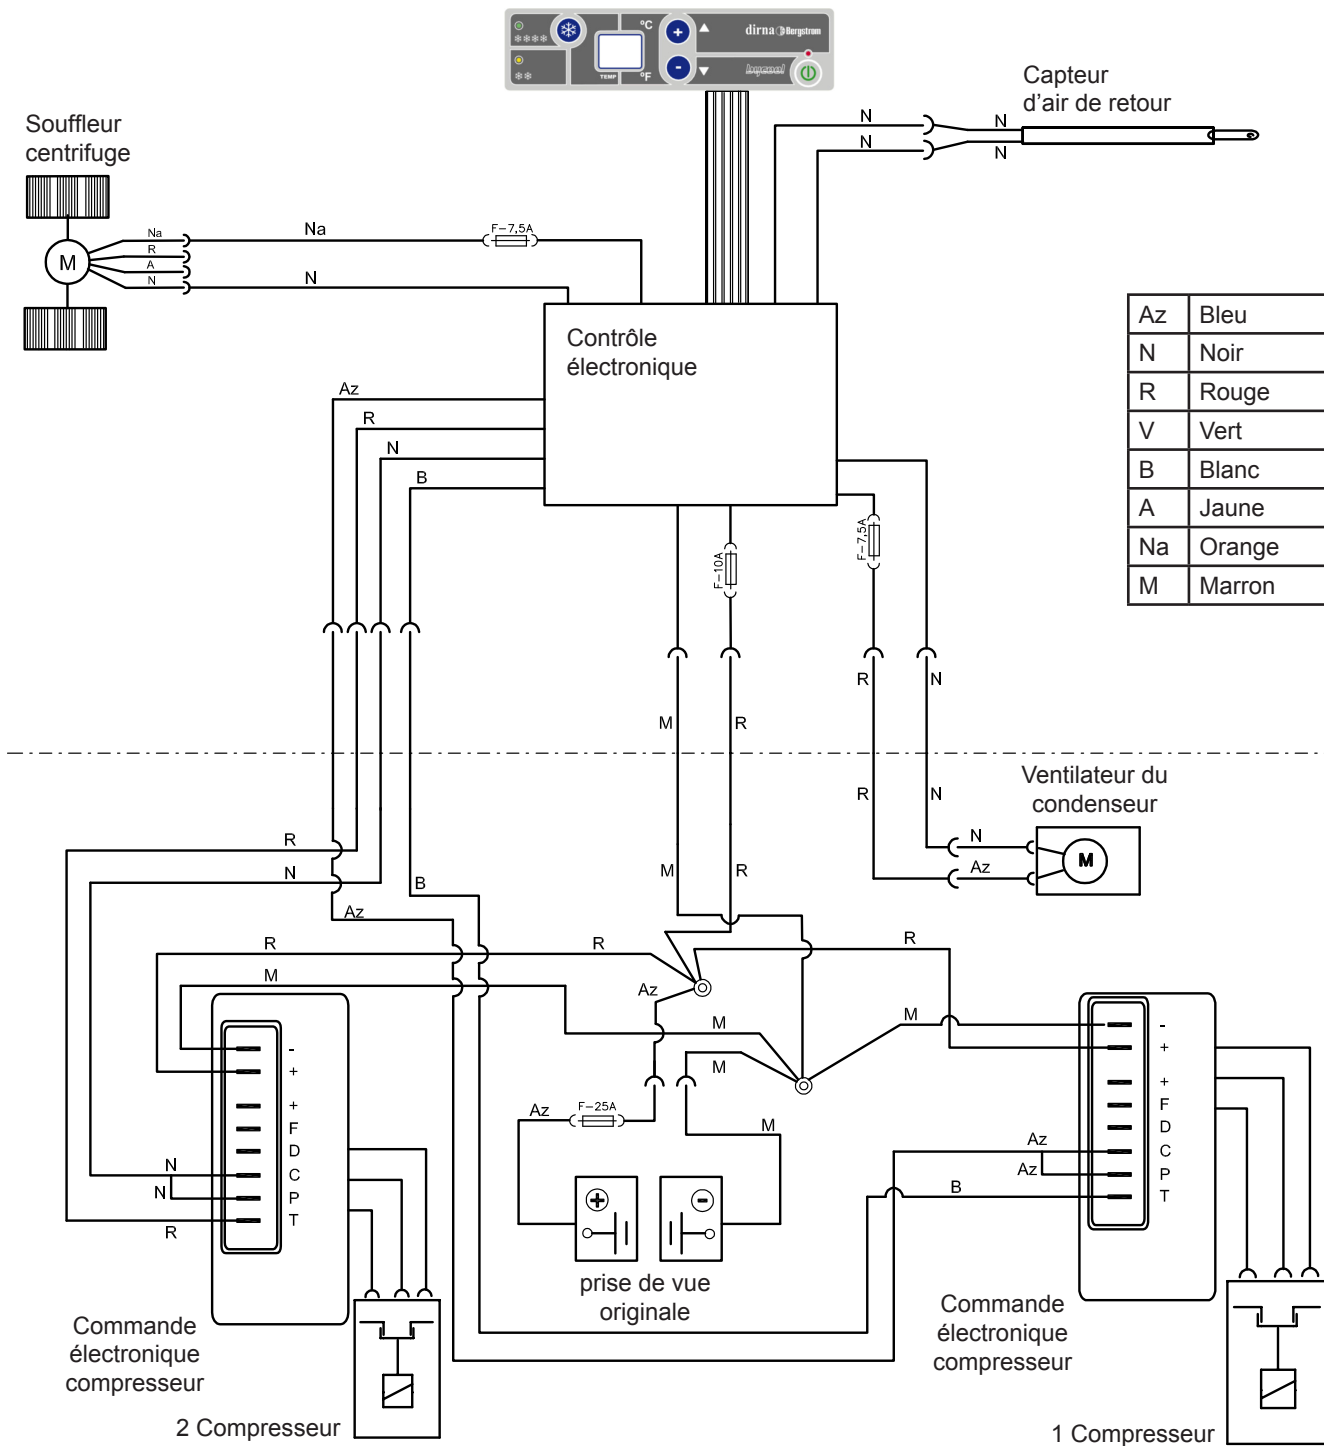 °C
dirna Bergstrom
TEMP
°F
bycool
Capteur
d'air de retour
N
N
N
N
Souffleur
centrifuge
M
Na
R
A
N
Na
N
F-7,5A
Contrôle
électronique
Az Bleu
N Noir
R Rouge
V Vert
B Blanc
A Jaune
Na Orange
M Marron
Az
R
N
B
F-10A
F-7,5A
M
R
R
N
R
N
Ventilateur du
condenseur
N
Az
M
R
N
B
Az
M
R
R
M
R
R
Az
M
M
M
M
Az
F-25A
M
-
+
+
F
D
C
P
T
N
N
R
-
+
+
F
D
C
P
T
Az
Az
B
+
-
prise de vue
originale
Commande
électronique
compresseur
2 Compresseur
Commande
électronique
compresseur
1 Compresseur